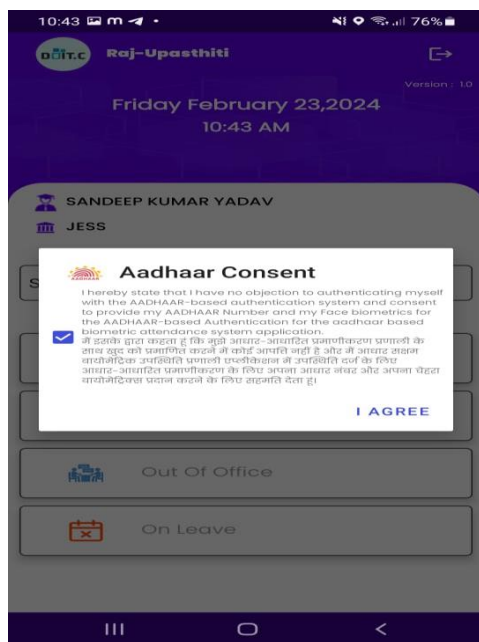 10:43 76%
DOIT.C Raj-Upasthiti
Version : 1.0
Friday February 23,2024
10:43 AM
SANDEEP KUMAR YADAV
JESS
S
AADHAAR Aadhaar Consent
I hereby state that I have no objection to authenticating myself
with the AADHAAR-based authentication system and consent
to provide my AADHAAR Number and my Face biometrics for
the AADHAAR-based Authentication for the aadhaar based
biometric attendance system application.
मैं इसके द्वारा कहता हूं कि मुझे आधार-आधारित प्रमाणीकरण प्रणाली के
साथ खुद को प्रमाणित करने में कोई आपत्ति नहीं है और मैं आधार सक्षम
बायोमेट्रिक उपस्थिति प्रणाली एप्लीकेशन में उपस्थिति दर्ज के लिए
आधार-आधारित प्रमाणीकरण के लिए अपना आधार नंबर और अपना चेहरा
बायोमेट्रिक्स प्रदान करने के लिए सहमति देता हूं।
I AGREE
Out Of Office
On Leave